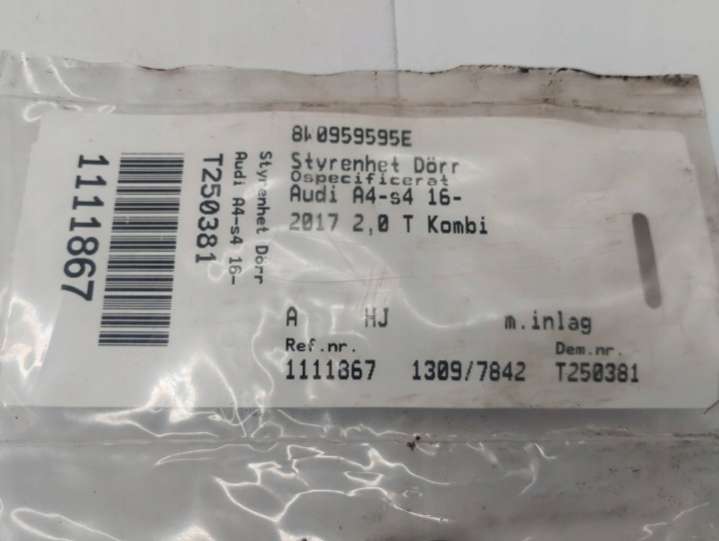 0959595E
Styrenhet Dörr
Ospecificerat
Audi A4-s4 16-
2017 2,0 T Kombi
A HJ m.inlag
Ref.nr. Dem.nr.
1111867 1309/7842 T250381
Styrenhet Dörr
Audi A4-s4 16-
T250381
1111867